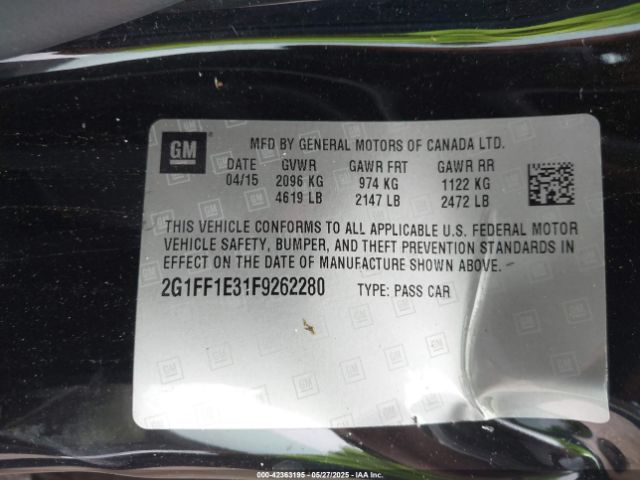 GM
MFD BY GENERAL MOTORS OF CANADA LTD.
DATE GVWR GAWR FRT GAWR RR
04/15 2096 KG 974 KG 1122 KG
4619 LB 2147 LB 2472 LB
THIS VEHICLE CONFORMS TO ALL APPLICABLE U.S. FEDERAL MOTOR
VEHICLE SAFETY, BUMPER, AND THEFT PREVENTION STANDARDS IN
EFFECT ON THE DATE OF MANUFACTURE SHOWN ABOVE.
2G1FF1E31F9262280 TYPE: PASS CAR
000-42363195 - 05/27/2025 - IAA Inc.